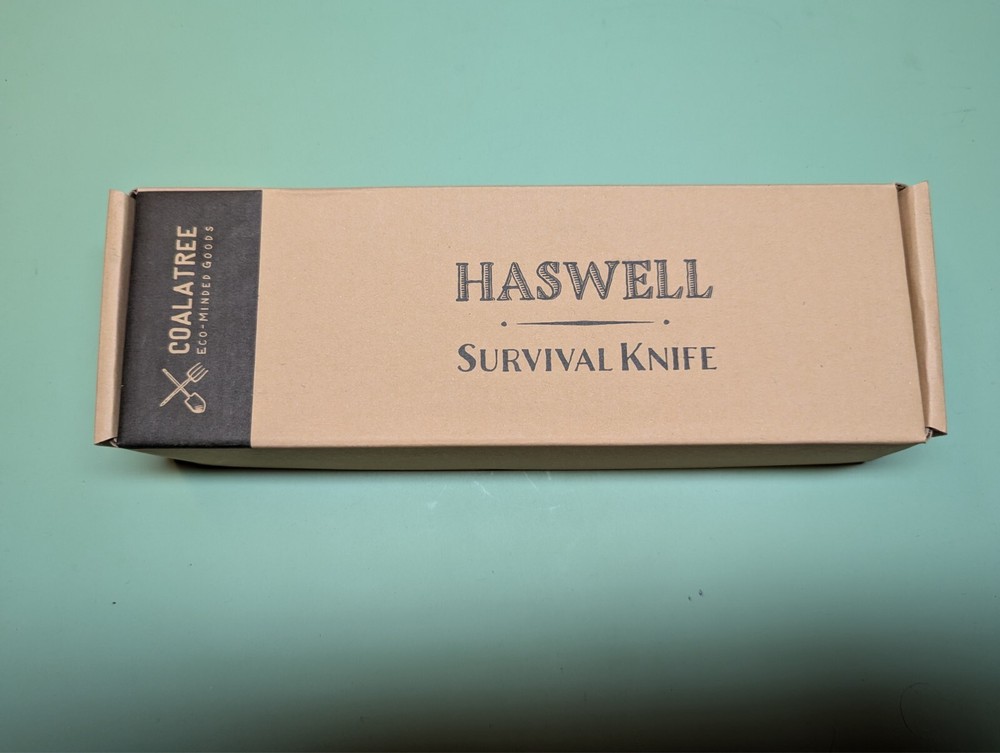 COALATREE
ECO-MINDED GOODS
HASWELL
SURVIVAL KNIFE